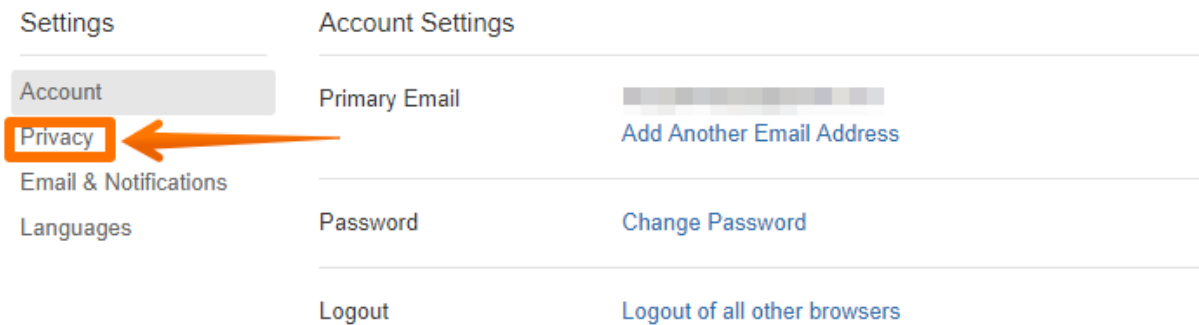 Settings
Account
Privacy
Email & Notifications
Languages
Account Settings
Primary Email
Add Another Email Address
Password
Change Password
Logout
Logout of all other browsers